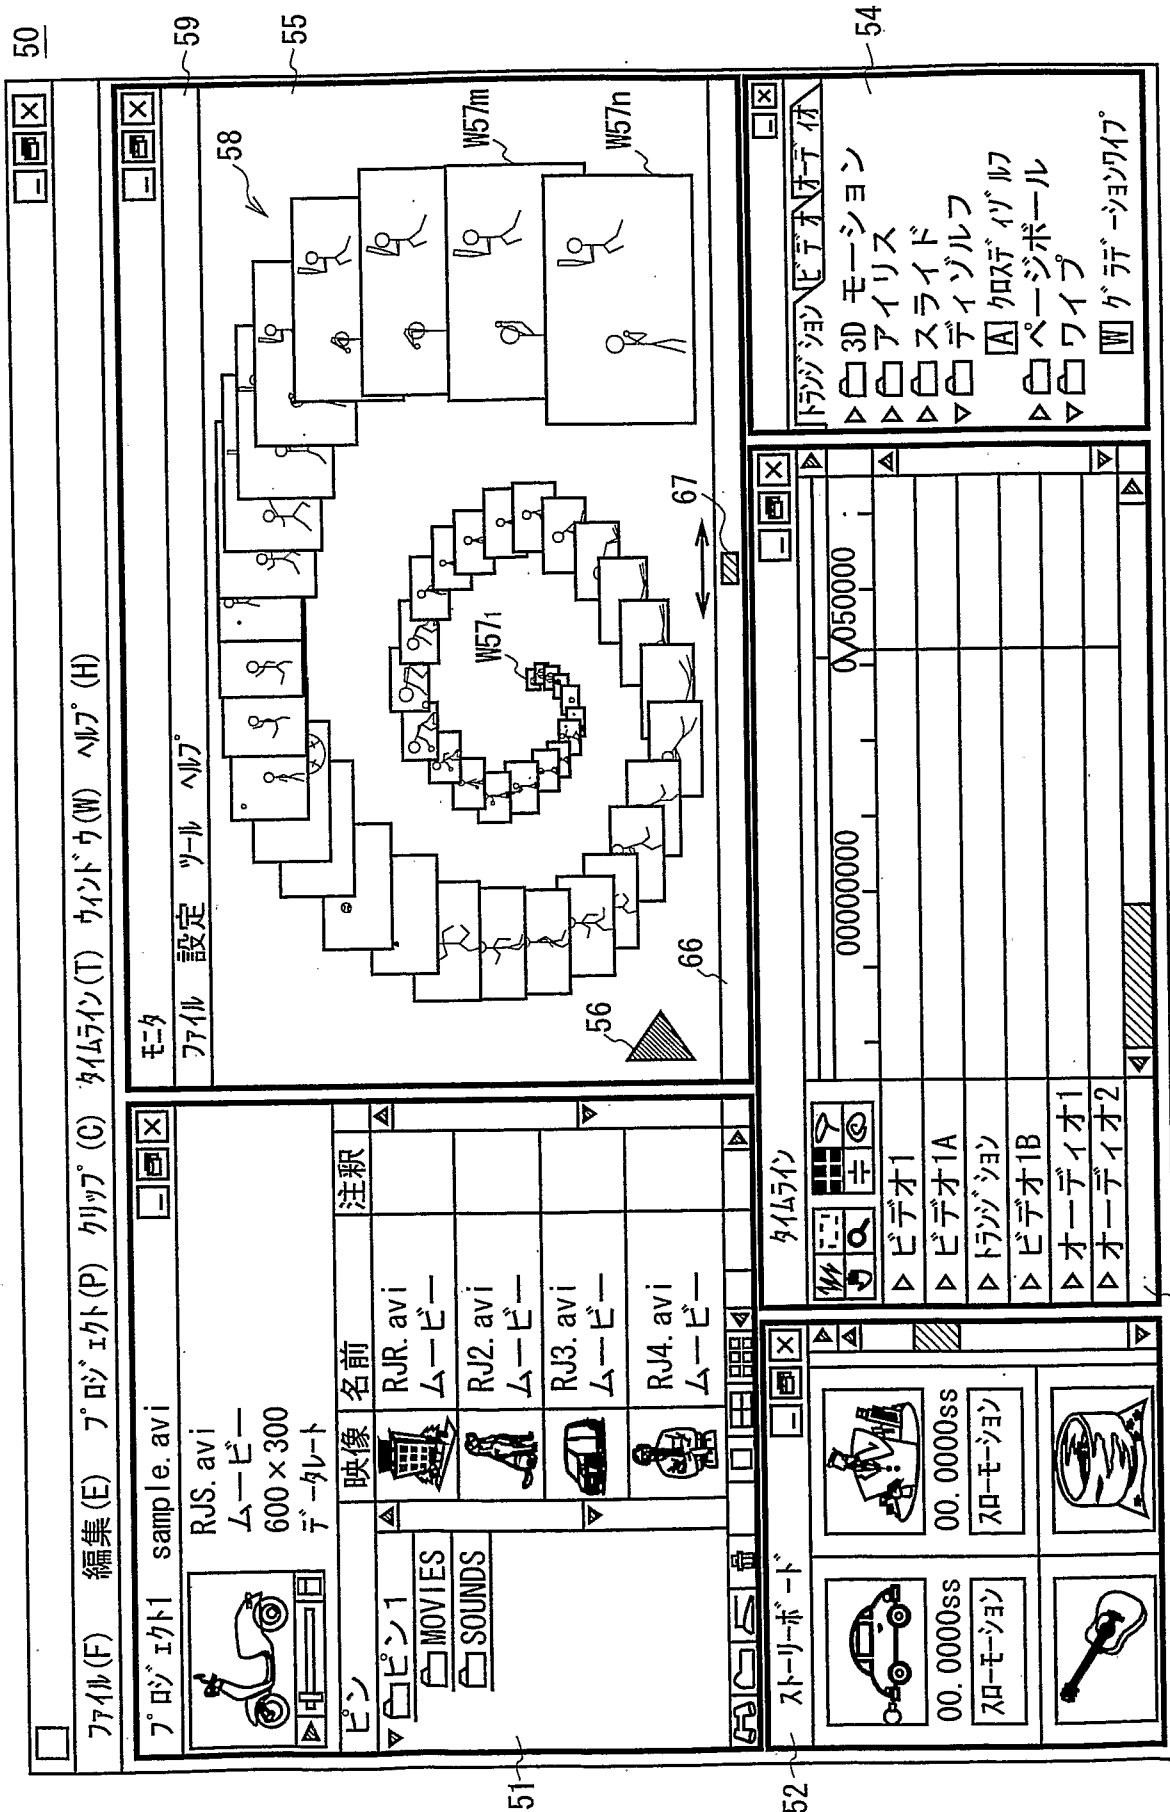 50
ファイル(F) 編集(E) プロジェクト(P) クリップ(C) タイムライン(T) ウィンドウ(W) ヘルプ(H)
プロジェクト1 sample.avi
RJS.avi
ムービー
600×300
データレート
ビン
映像 名前 注釈
ビン1
MOVIES
SOUNDS
RJR.avi
ムービー
RJ2.avi
ムービー
RJ3.avi
ムービー
RJ4.avi
ムービー
51
モニタ
ファイル 設定 ツール ヘルプ
59
55
58
W57m
W57n
W57₁
56
66
67
ストーリーボード
00.0000ss
スローモーション
00.0000ss
スローモーション
52
タイムライン
00000000
0 050000
ビデオ1
ビデオ1A
トランジション
ビデオ1B
オーディオ1
オーディオ2
トランジション ビデオ オーディオ
3D モーション
アイリス
スライド
ディゾルフ
A クロスディゾルフ
ページボール
ワイプ
W グラデーションワイプ
54